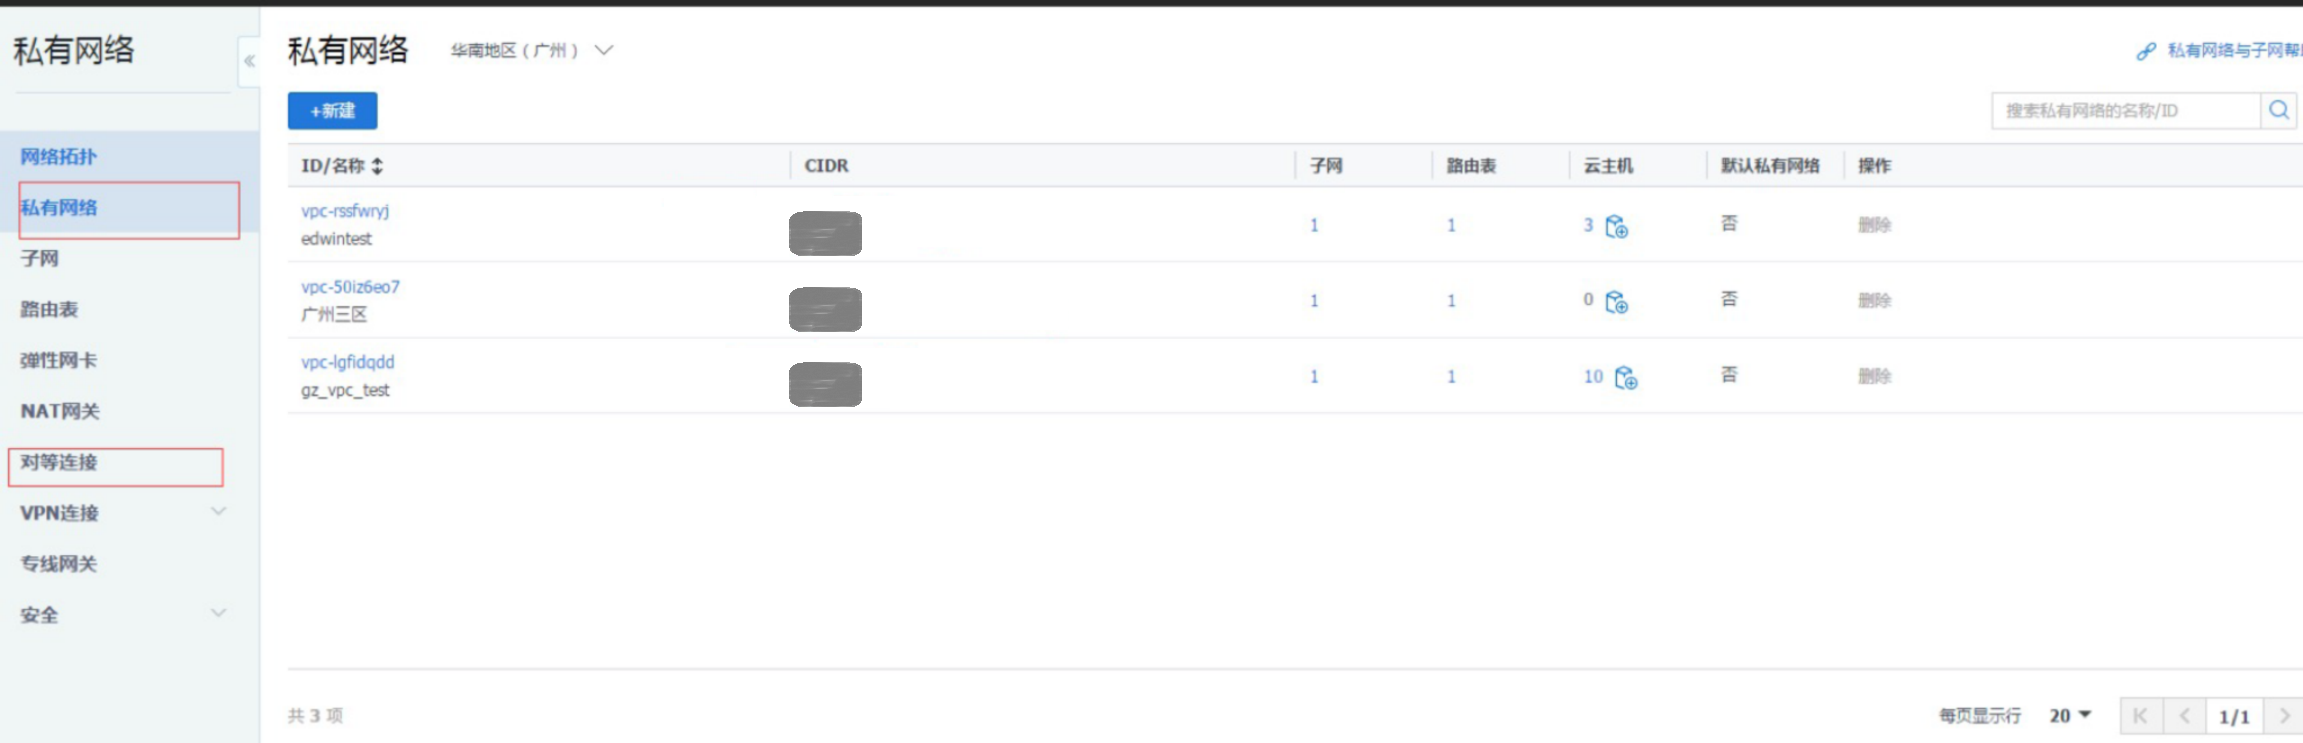 私有网络
网络拓扑
私有网络
子网
路由表
弹性网卡
NAT网关
对等连接
VPN连接
专线网关
安全
私有网络 华南地区(广州)
私有网络与子网帮
+新建
搜索私有网络的名称/ID
ID/名称 CIDR 子网 路由表 云主机 默认私有网络 操作
vpc-rssfwryj
edwintest
1 1 3 否 删除
vpc-50iz6eo7
广州三区
1 1 0 否 删除
vpc-lgfidqdd
gz_vpc_test
1 1 10 否 删除
共 3 项
每页显示行 20 1/1